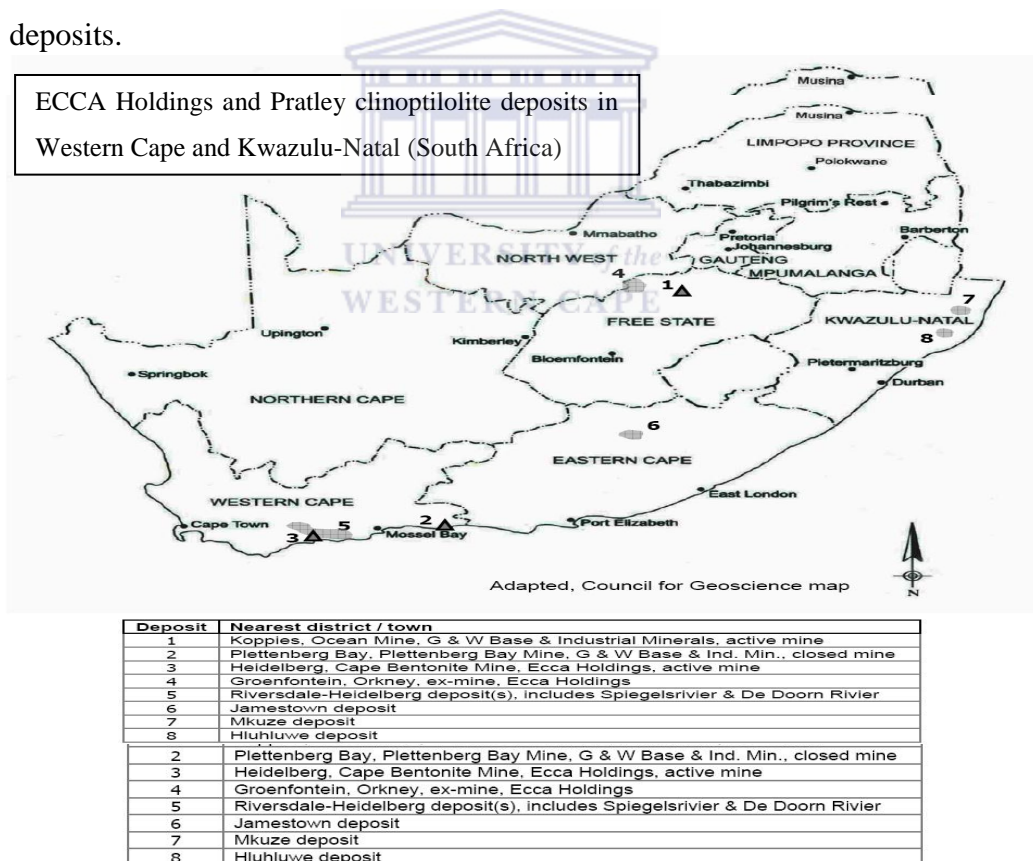 deposits.
ECCA Holdings and Pratley clinoptilolite deposits in
Western Cape and Kwazulu-Natal (South Africa)
Musina
Musina
LIMPOPO PROVINCE
Polokwane
Thabazimbi
Pilgrim's Rest
Mmabatho
Pretoria
Johannesburg
Barberton
UNIVERSITY of the
NORTH WEST
GAUTENG
MPUMALANGA
4
1
7
WESTERN CAPE
FREE STATE
KWAZULU-NATAL
8
Upington
Kimberley
Bloemfontein
Pietermaritzburg
Durban
Springbok
NORTHERN CAPE
6
EASTERN CAPE
WESTERN CAPE
East London
Cape Town
3
5
Mossel Bay
2
Port Elizabeth
Adapted, Council for Geoscience map
N
Deposit Nearest district / town
1 Koppies, Ocean Mine, G & W Base & Industrial Minerals, active mine
2 Plettenberg Bay, Plettenberg Bay Mine, G & W Base & Ind. Min., closed mine
3 Heidelberg, Cape Bentonite Mine, Ecca Holdings, active mine
4 Groenfontein, Orkney, ex-mine, Ecca Holdings
5 Riversdale-Heidelberg deposit(s), includes Spiegelsrivier & De Doorn Rivier
6 Jamestown deposit
7 Mkuze deposit
8 Hluhluwe deposit
2 Plettenberg Bay, Plettenberg Bay Mine, G & W Base & Ind. Min., closed mine
3 Heidelberg, Cape Bentonite Mine, Ecca Holdings, active mine
4 Groenfontein, Orkney, ex-mine, Ecca Holdings
5 Riversdale-Heidelberg deposit(s), includes Spiegelsrivier & De Doorn Rivier
6 Jamestown deposit
7 Mkuze deposit
8 Hluhluwe deposit